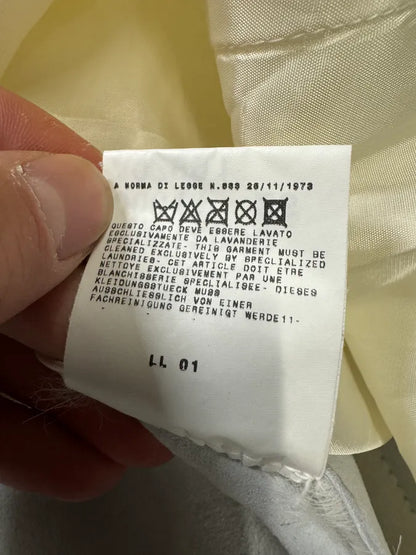 A NORMA DI LEGGE N.883 26/11/1973
QUESTO CAPO DEVE ESSERE LAVATO
ESCLUSIVAMENTE DA LAVANDERIE
SPECIALIZZATE- THIS GARMENT MUST BE
CLEANED EXCLUSIVELY BY SPECLIALIZED
LAUNDRIES- CET ARTICLE DOIT ETRE
NETTOYE EXCLUSIVEMENT PAR UNE
BLANCHISSERIE SPECIALISEE- DIESES
KLEIDUNGSSTUECK MUSS
AUSSCHLIESSLICH VON EINER
FACHREINIGUNG GEREINIGT WERDE11-
LL 01